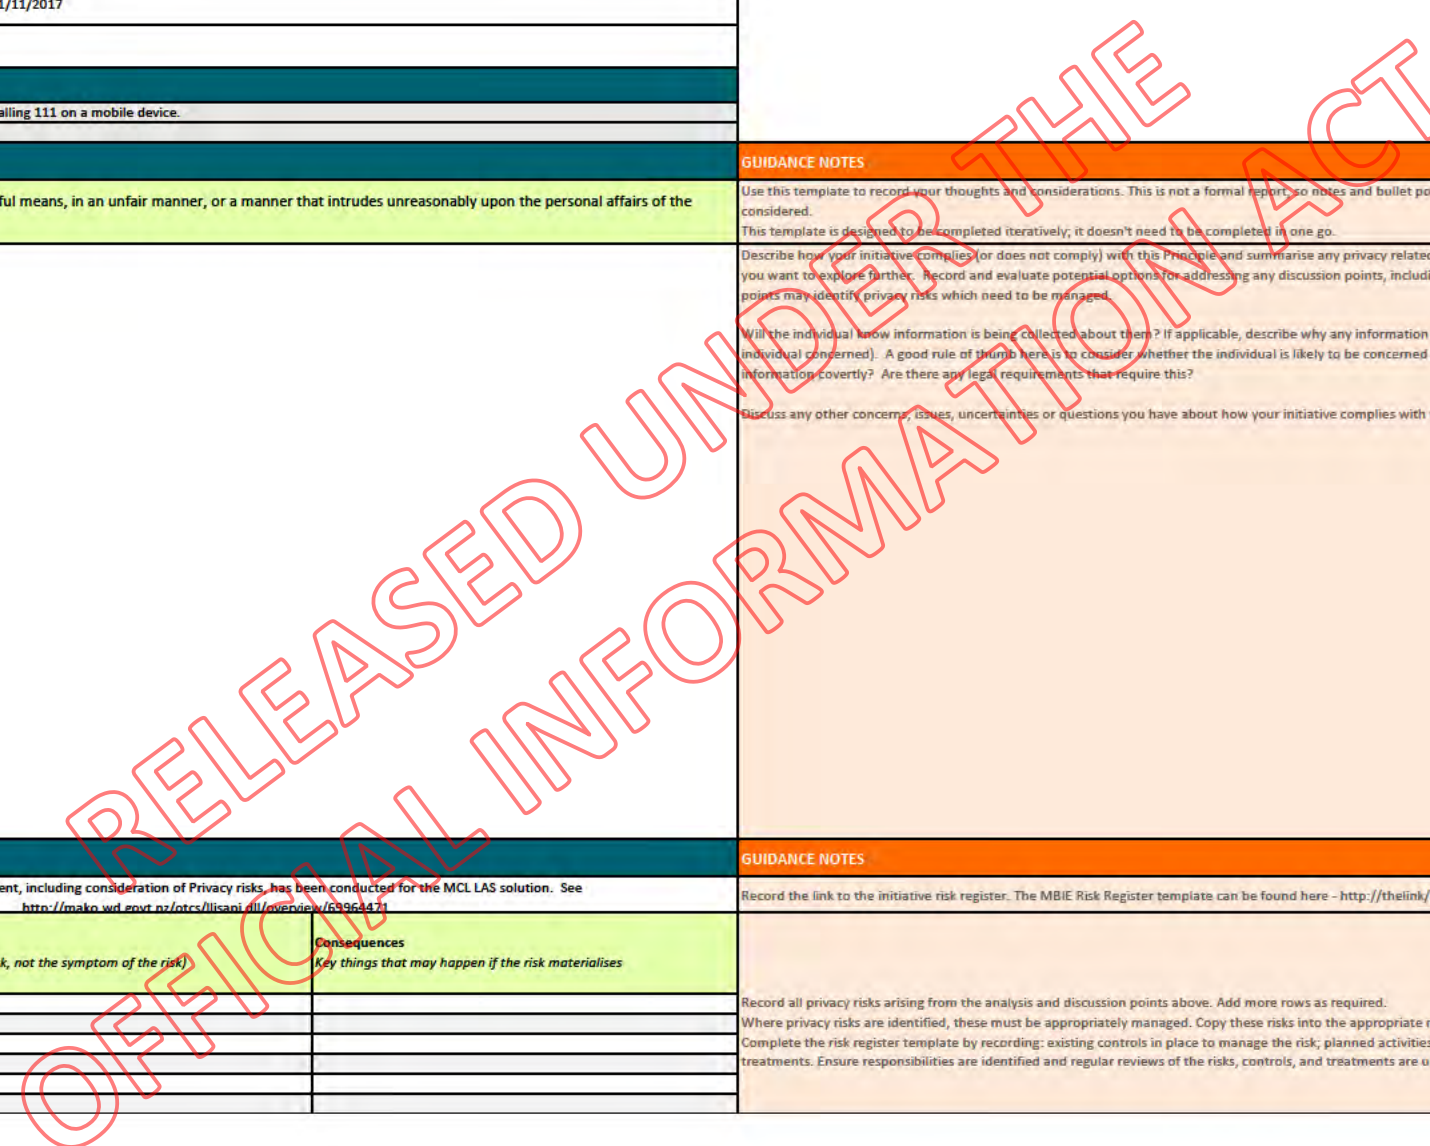 1/11/2017
alling 111 on a mobile device.
GUIDANCE NOTES
ful means, in an unfair manner, or a manner that intrudes unreasonably upon the personal affairs of the
Use this template to record your thoughts and considerations. This is not a formal report, so notes and bullet po
considered.
This template is designed to be completed iteratively; it doesn't need to be completed in one go.
Describe how your initiative complies (or does not comply) with this Principle and summarise any privacy related
you want to explore further. Record and evaluate potential options for addressing any discussion points, includi
points may identify privacy risks which need to be managed.
Will the individual know information is being collected about them? If applicable, describe why any information
individual concerned). A good rule of thumb here is to consider whether the individual is likely to be concerned
information covertly? Are there any legal requirements that require this?
Discuss any other concerns, issues, uncertainties or questions you have about how your initiative complies with
GUIDANCE NOTES
ent, including consideration of Privacy risks, has been conducted for the MCL LAS solution. See
http://mako.wd.govt.nz/otcs/llisapi.dll/overview/69964471
Record the link to the initiative risk register. The MBIE Risk Register template can be found here - http://thelink/
k, not the symptom of the risk)
Consequences
Key things that may happen if the risk materialises
Record all privacy risks arising from the analysis and discussion points above. Add more rows as required.
Where privacy risks are identified, these must be appropriately managed. Copy these risks into the appropriate r
Complete the risk register template by recording: existing controls in place to manage the risk; planned activities
treatments. Ensure responsibilities are identified and regular reviews of the risks, controls, and treatments are u
RELEASED UNDER THE
OFFICIAL INFORMATION ACT